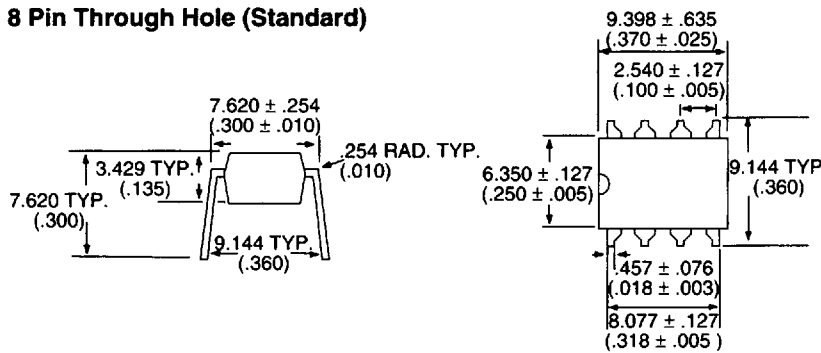 8 Pin Through Hole (Standard)
7.620 ± .254
(.300 ± .010)
3.429 TYP.
(.135)
7.620 TYP.
(.300)
.254 RAD. TYP.
(.010)
9.144 TYP.
(.360)
9.398 ± .635
(.370 ± .025)
2.540 ± .127
(.100 ± .005)
6.350 ± .127
(.250 ± .005)
9.144 TYP
(.360)
.457 ± .076
(.018 ± .003)
8.077 ± .127
(.318 ± .005 )